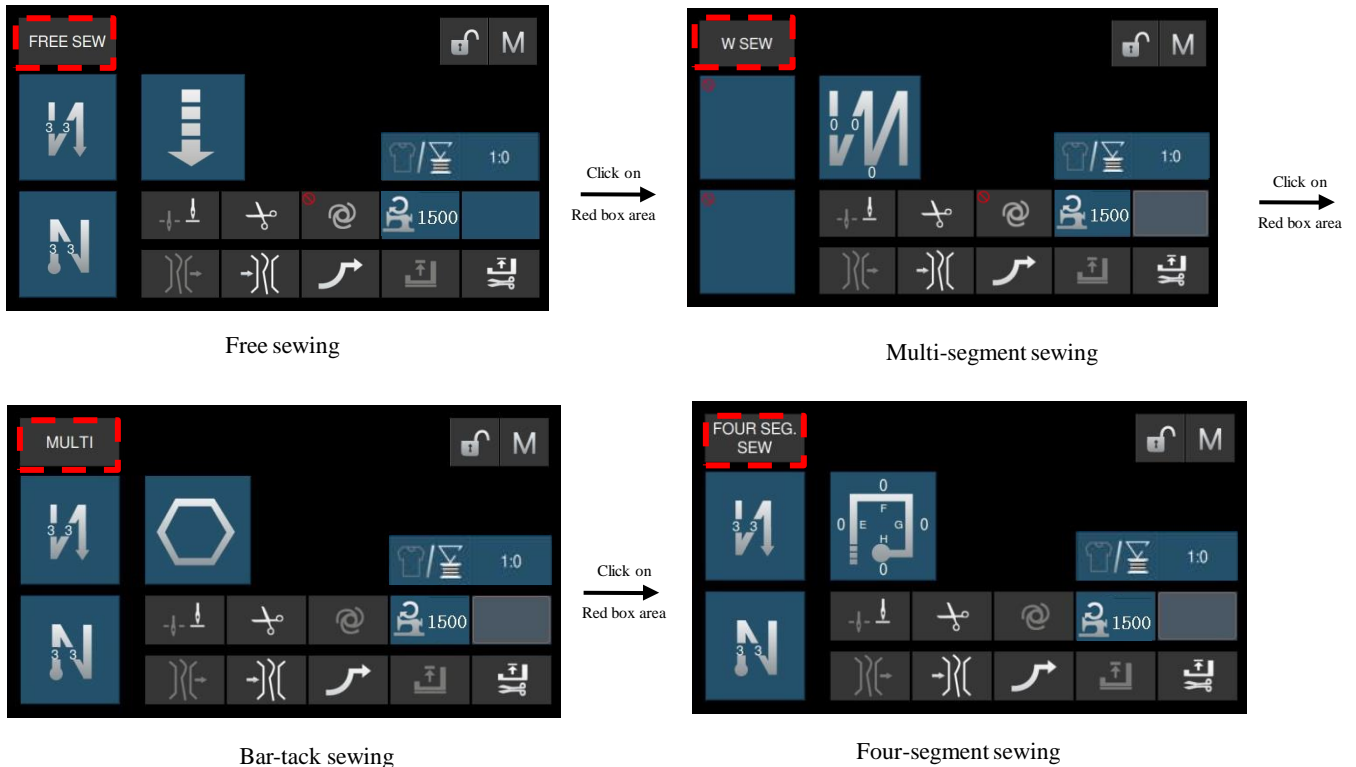 FREE SEW
M
3 3
1:0
1500
3 3
Free sewing
Click on
Red box area
W SEW
M
0 0
0
1:0
1500
Multi-segment sewing
Click on
Red box area
MULTI
M
3 3
1:0
1500
3 3
Bar-tack sewing
Click on
Red box area
FOUR SEG.
SEW
M
3 3
0
F
0 E G 0
H
0
1:0
1500
3 3
Four-segment sewing